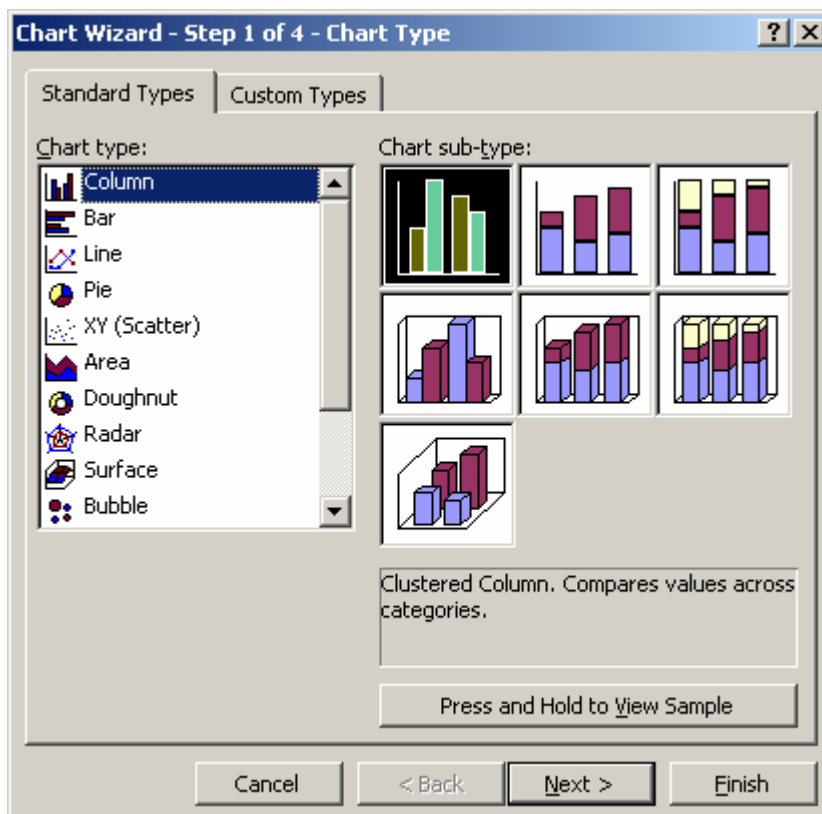 Chart Wizard - Step 1 of 4 - Chart Type
Standard Types
Custom Types
Chart type:
Column
Bar
Line
Pie
XY (Scatter)
Area
Doughnut
Radar
Surface
Bubble
Chart sub-type:
Clustered Column. Compares values across
categories.
Press and Hold to View Sample
Cancel
< Back
Next >
Finish